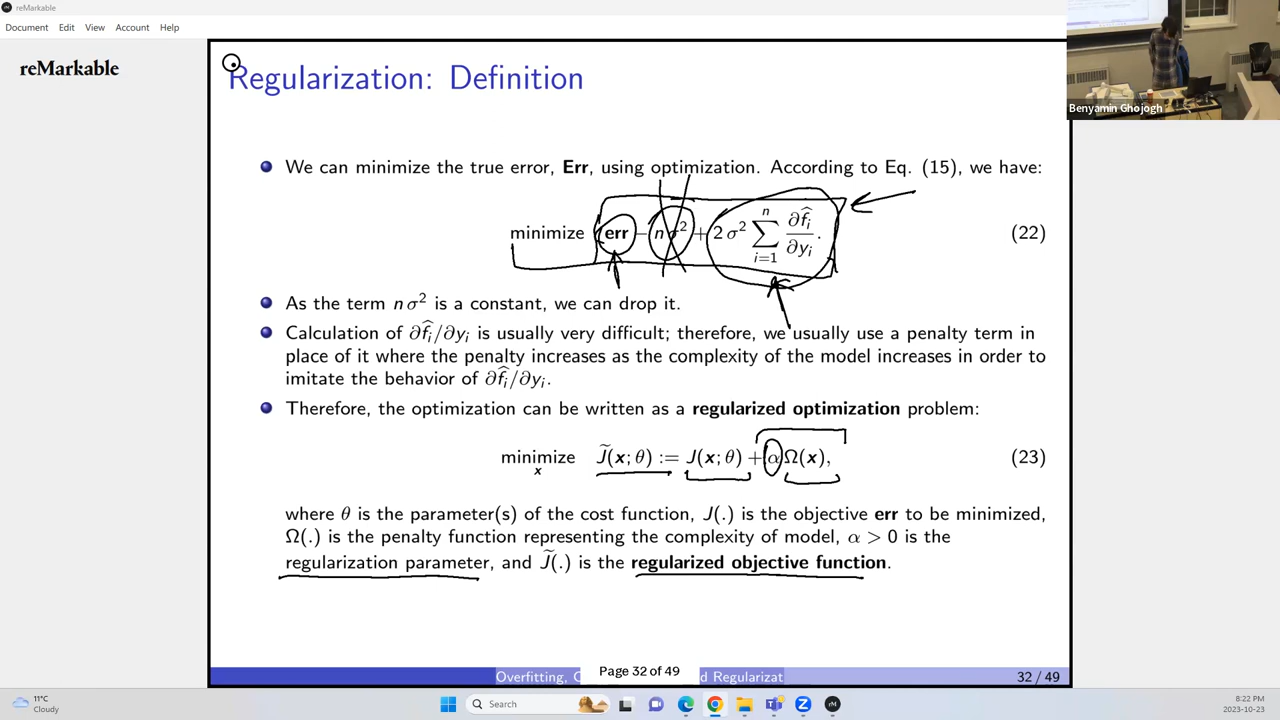 reMarkable
Document Edit View Account Help
reMarkable
Benyamin Ghojogh
Regularization: Definition
We can minimize the true error, Err, using optimization. According to Eq. (15), we have:
minimize err − nσ² + 2 σ² ∑ᵢ₌₁ⁿ ∂f̂ᵢ/∂yᵢ. (22)
As the term n σ² is a constant, we can drop it.
Calculation of ∂f̂ᵢ/∂yᵢ is usually very difficult; therefore, we usually use a penalty term in
place of it where the penalty increases as the complexity of the model increases in order to
imitate the behavior of ∂f̂ᵢ/∂yᵢ.
Therefore, the optimization can be written as a regularized optimization problem:
minimize J̃(x; θ) := J(x; θ) + α Ω(x), (23)
x
where θ is the parameter(s) of the cost function, J(.) is the objective err to be minimized,
Ω(.) is the penalty function representing the complexity of model, α > 0 is the
regularization parameter, and J̃(.) is the regularized objective function.
Overfitting, C Page 32 of 49 d Regularizat 32 / 49
11°C
Cloudy
Search
8:22 PM
2023-10-23